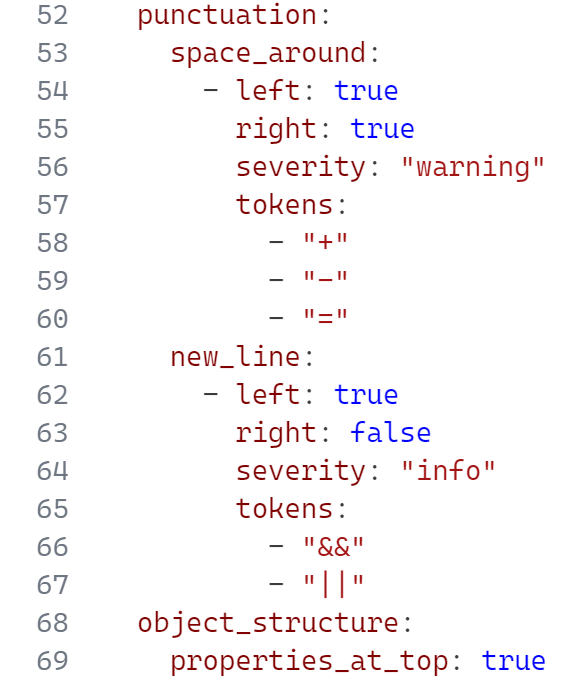 52    punctuation:
53      space_around:
54        - left: true
55          right: true
56          severity: "warning"
57          tokens:
58            - "+"
59            - "-"
60            - "="
61      new_line:
62        - left: true
63          right: false
64          severity: "info"
65          tokens:
66            - "&&"
67            - "||"
68    object_structure:
69      properties_at_top: true